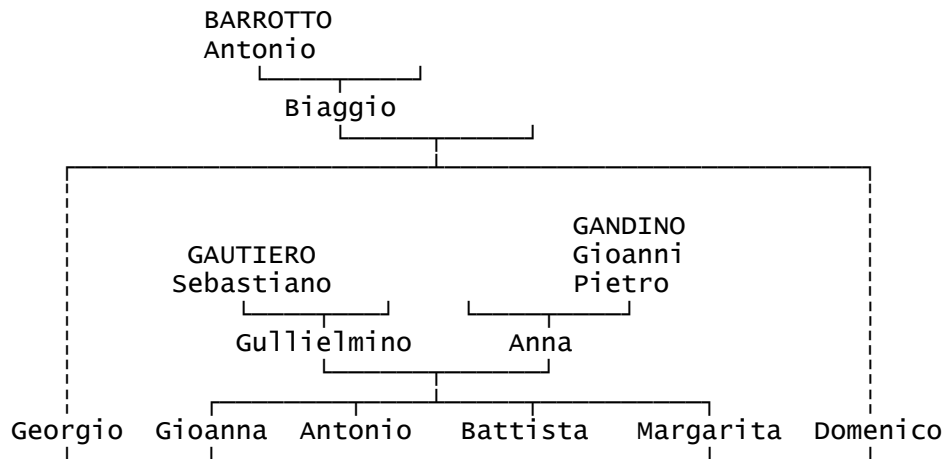 BARROTTO
Antonio
Biaggio
GANDINO
GAUTIERO Gioanni
Sebastiano Pietro
Gullielmino Anna
Georgio Gioanna Antonio Battista Margarita Domenico